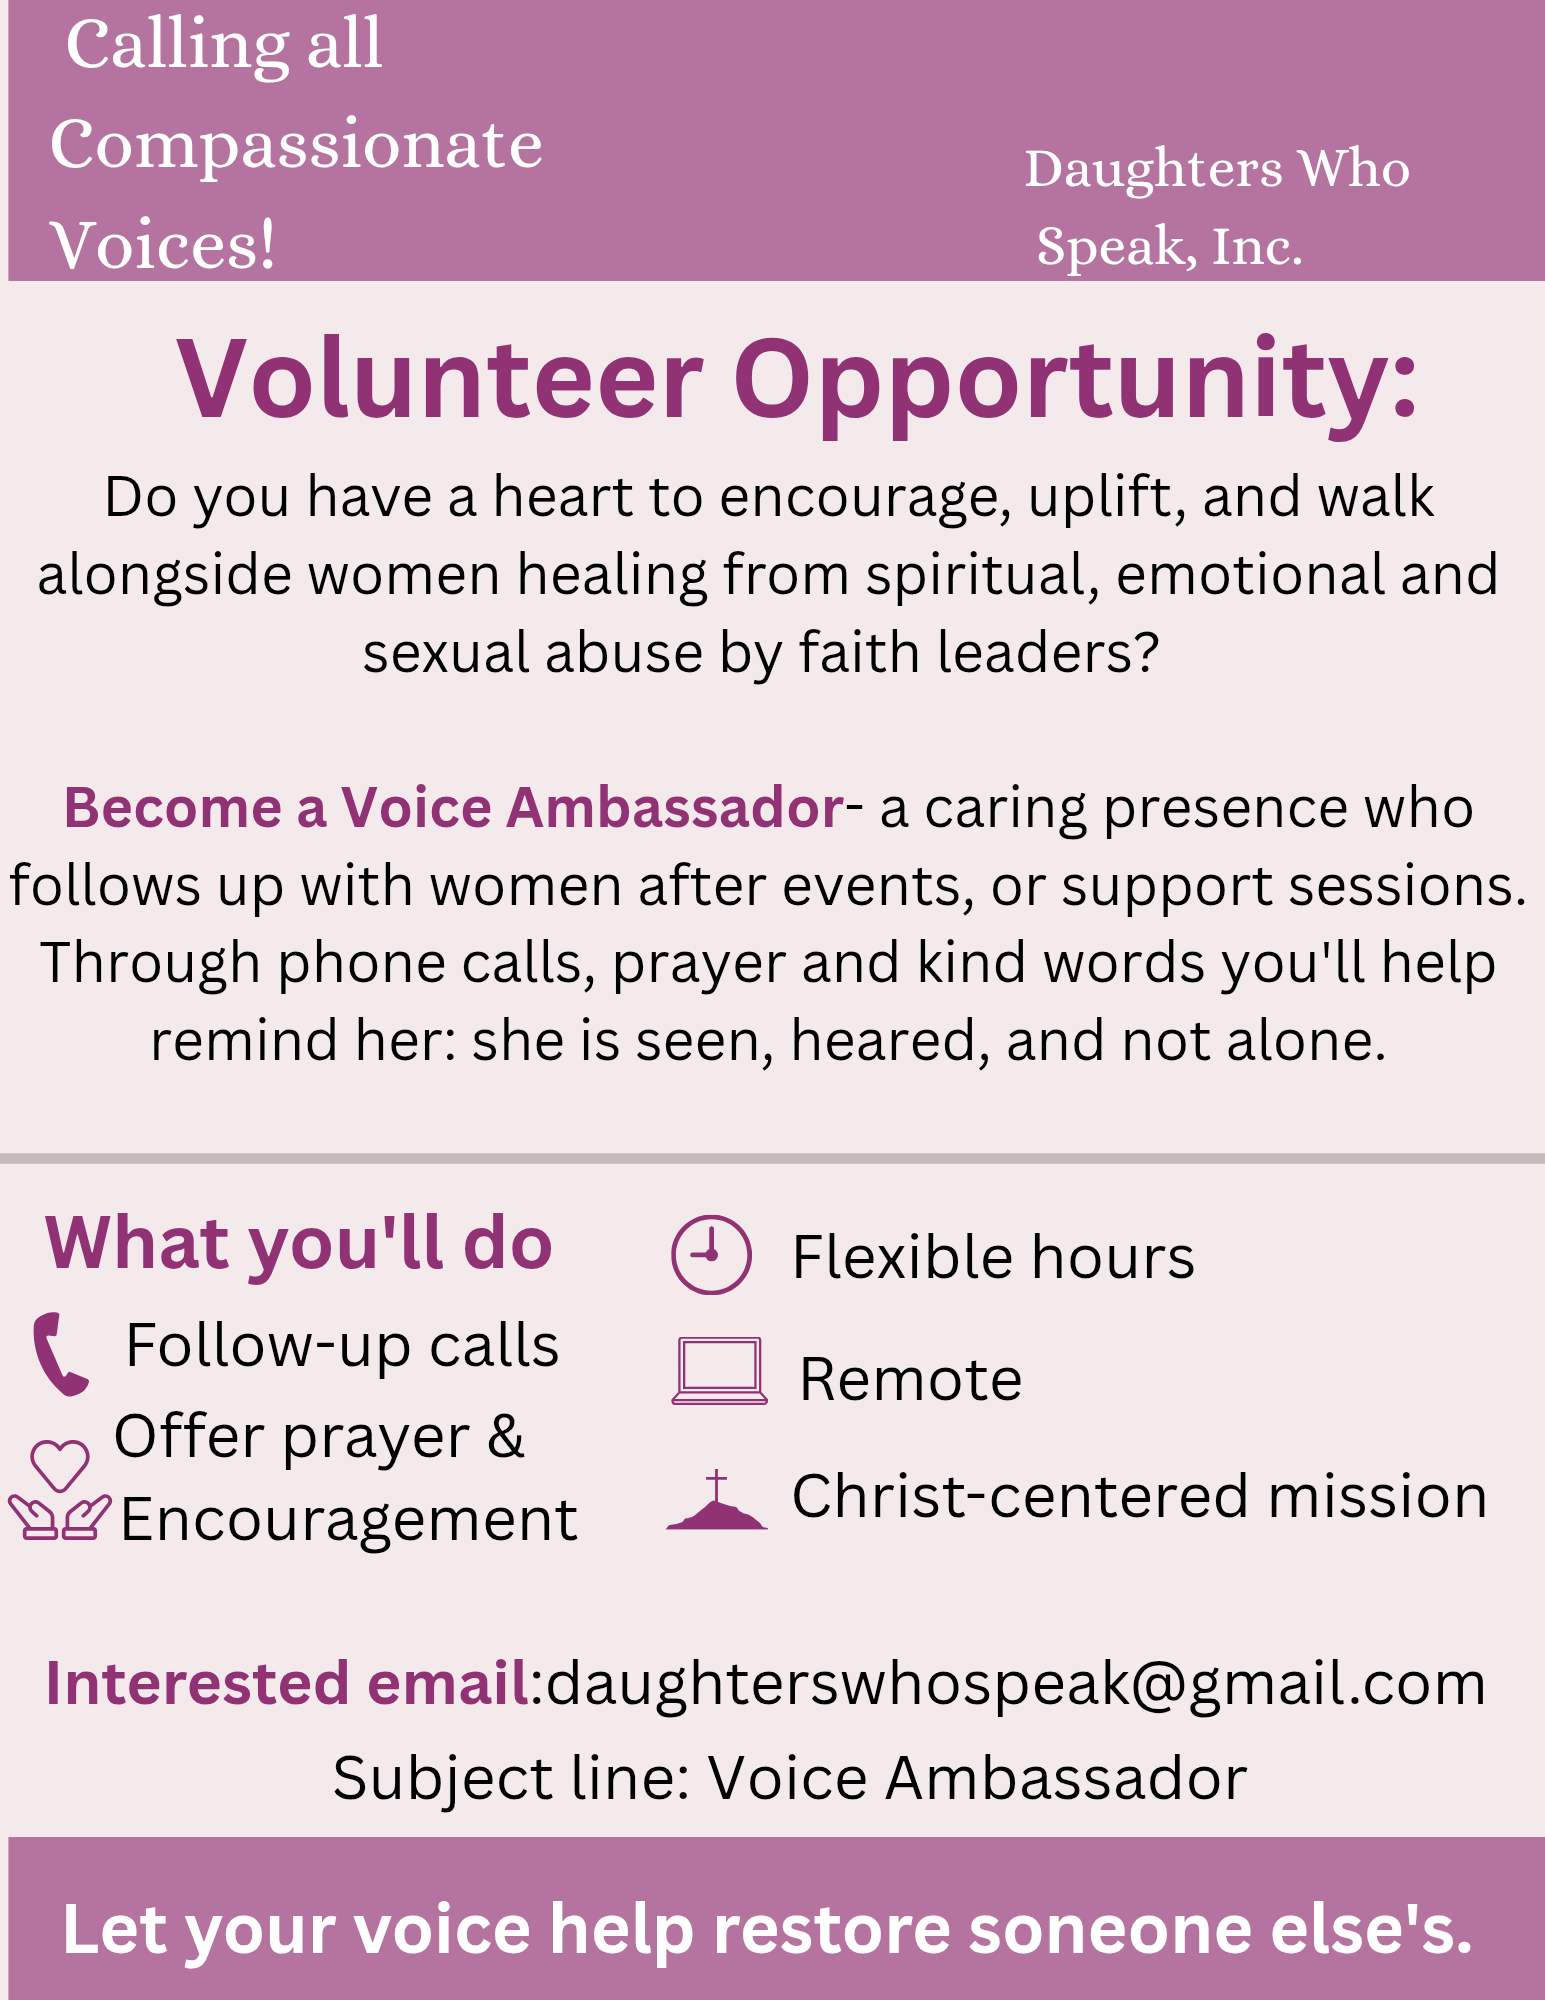 Calling all
Compassionate
Voices!
Daughters Who
Speak, Inc.
Volunteer Opportunity:
Do you have a heart to encourage, uplift, and walk
alongside women healing from spiritual, emotional and
sexual abuse by faith leaders?
Become a Voice Ambassador- a caring presence who
follows up with women after events, or support sessions.
Through phone calls, prayer and kind words you'll help
remind her: she is seen, heared, and not alone.
What you'll do
Follow-up calls
Offer prayer &
Encouragement
Flexible hours
Remote
Christ-centered mission
Interested email:daughterswhospeak@gmail.com
Subject line: Voice Ambassador
Let your voice help restore soneone else's.